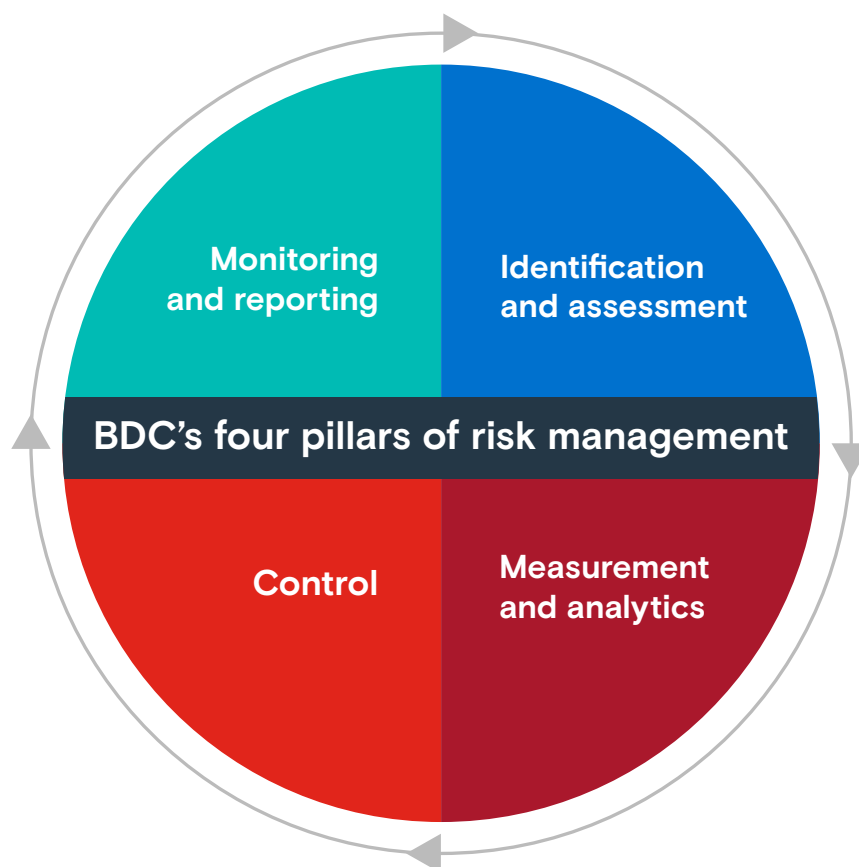 Monitoring
and reporting
Identification
and assessment
BDC’s four pillars of risk management
Control
Measurement
and analytics